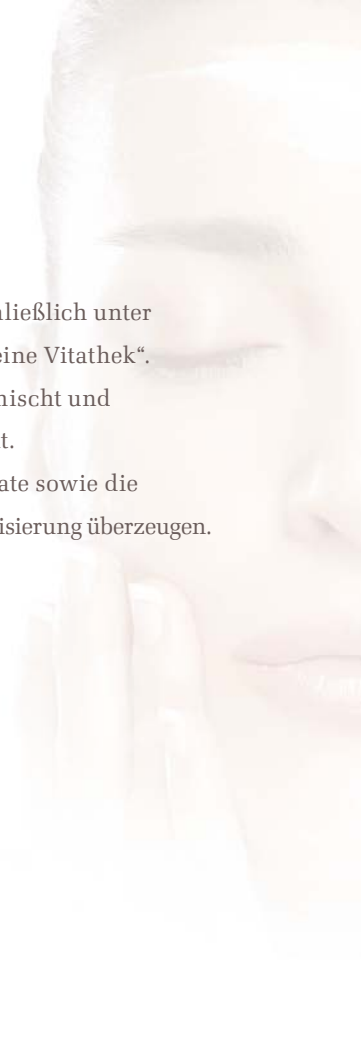 ließlich unter
eine Vitathek“.
nischt und
t.
ate sowie die
isierung überzeugen.